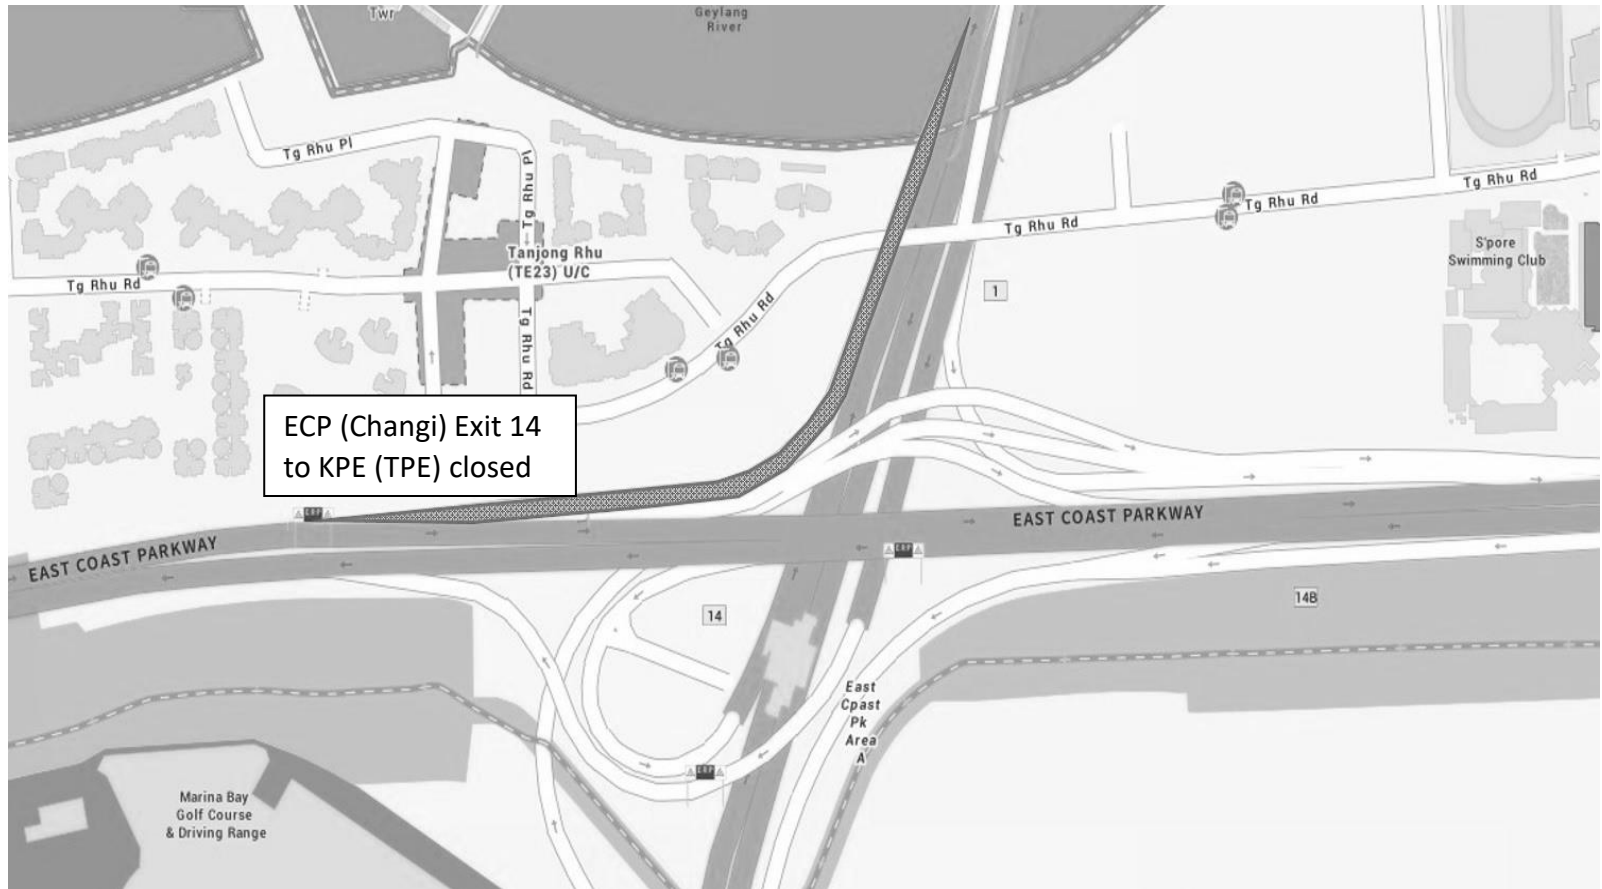 Twr
Geylang
River
Tg Rhu Pl
Tg Rhu Pl
Tg Rhu Rd
Tg Rhu Rd
Tg Rhu Rd
Tanjong Rhu
(TE23) U/C
S'pore
Swimming Club
Tg Rhu Rd
1
Tg Rhu Rd
Tg Rhu Rd
ECP (Changi) Exit 14
to KPE (TPE) closed
ERP
EAST COAST PARKWAY
EAST COAST PARKWAY
ERP
14
14B
East
Cpast
Pk
Area
A
ERP
Marina Bay
Golf Course
& Driving Range